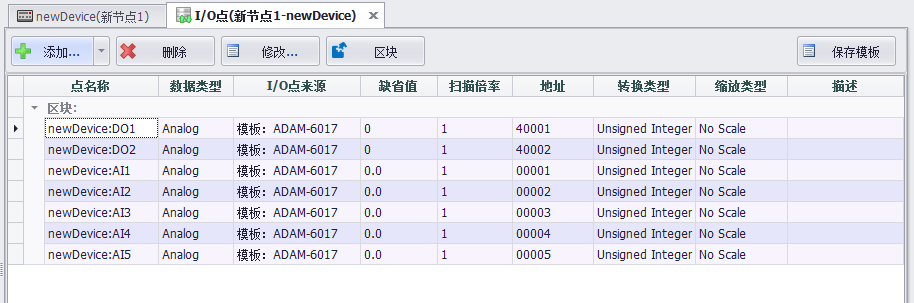 newDevice(新节点1) I/O点(新节点1-newDevice)
添加... 删除 修改... 区块 保存模板
点名称 数据类型 I/O点来源 缺省值 扫描倍率 地址 转换类型 缩放类型 描述
区块:
newDevice:DO1 Analog 模板：ADAM-6017 0 1 40001 Unsigned Integer No Scale
newDevice:DO2 Analog 模板：ADAM-6017 0 1 40002 Unsigned Integer No Scale
newDevice:AI1 Analog 模板：ADAM-6017 0.0 1 00001 Unsigned Integer No Scale
newDevice:AI2 Analog 模板：ADAM-6017 0.0 1 00002 Unsigned Integer No Scale
newDevice:AI3 Analog 模板：ADAM-6017 0.0 1 00003 Unsigned Integer No Scale
newDevice:AI4 Analog 模板：ADAM-6017 0.0 1 00004 Unsigned Integer No Scale
newDevice:AI5 Analog 模板：ADAM-6017 0.0 1 00005 Unsigned Integer No Scale